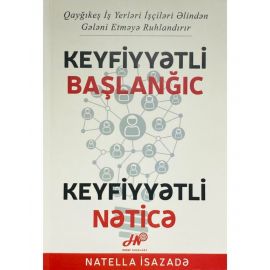 Qayğıkeş İş Yerləri İşçiləri Əlindən
Gələni Etməyə Ruhlandırır
KEYFİYYƏTLİ
BAŞLANĞIC
KEYFİYYƏTLİ
NƏTİCƏ
NATELLA İSAZADƏ